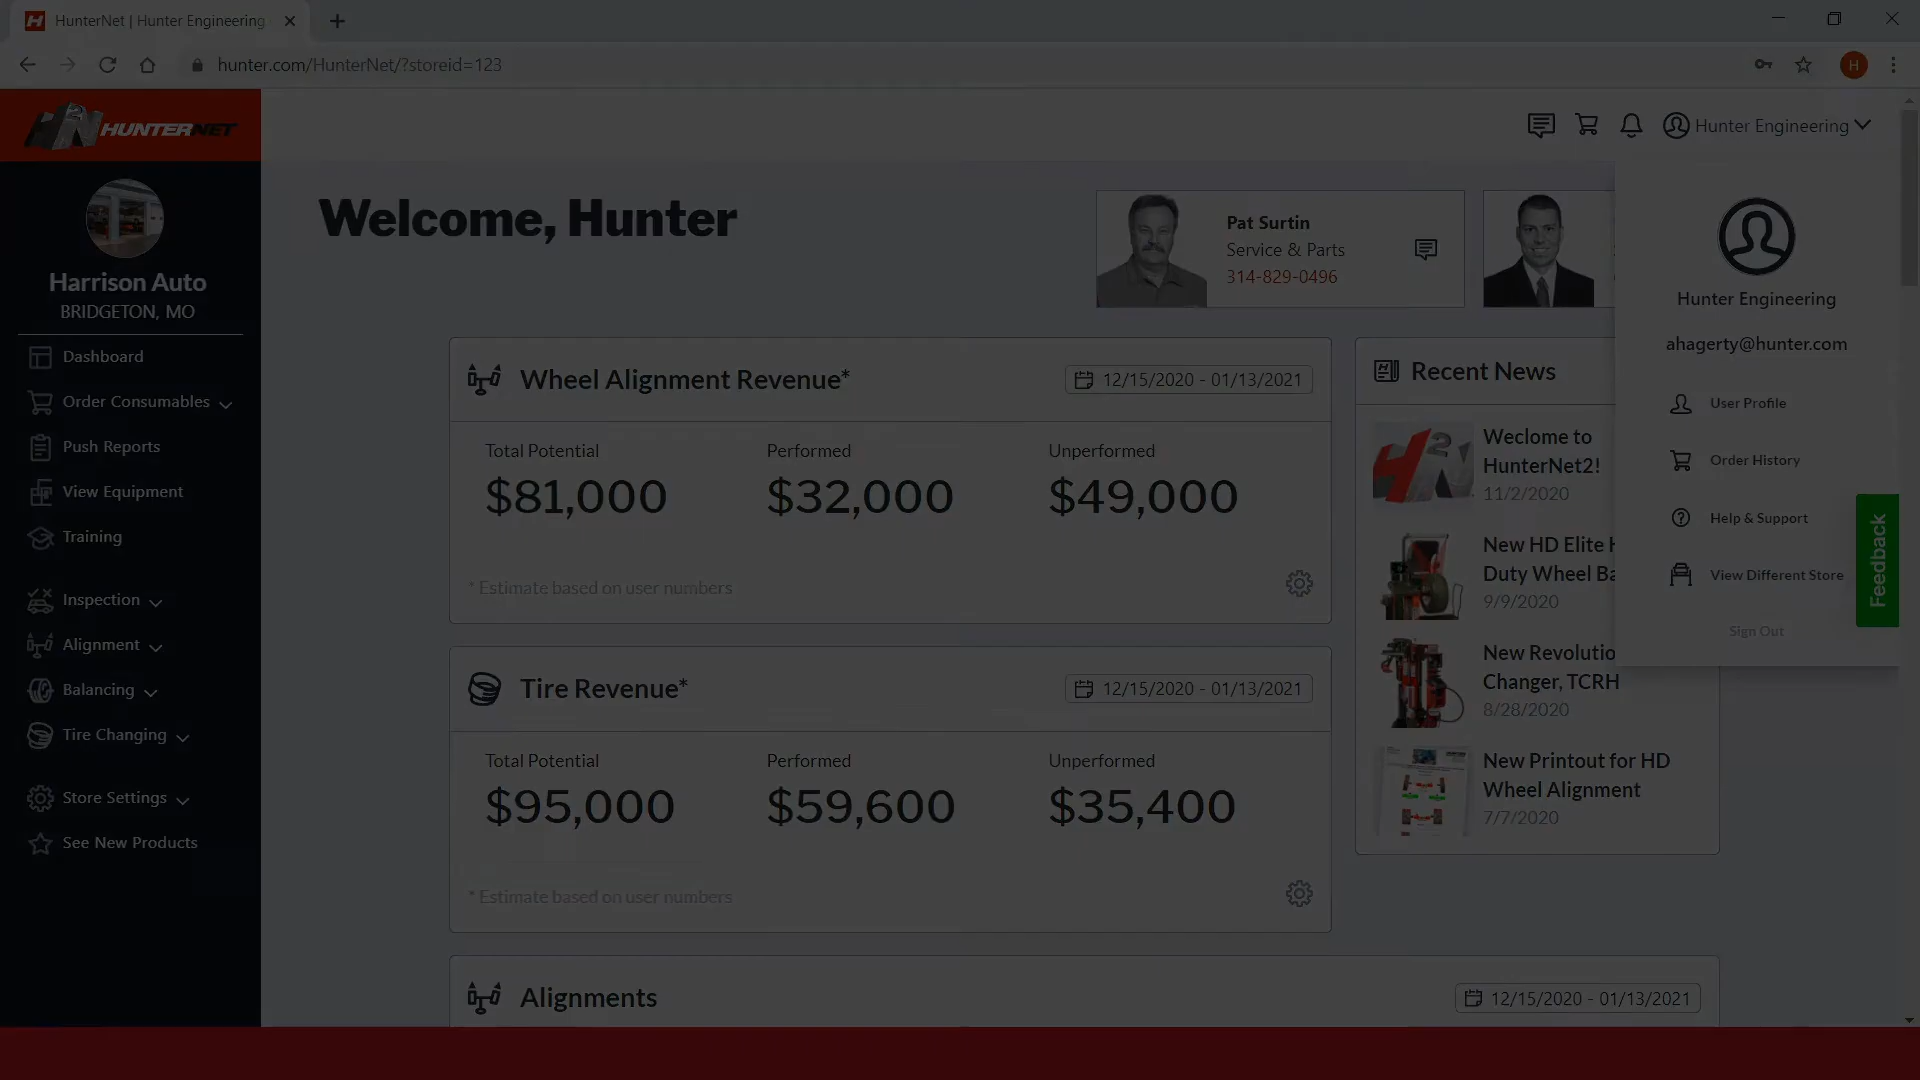 HunterNet | Hunter Engineering
hunter.com/HunterNet/?storeid=123
H
HUNTERNET
Hunter Engineering
Harrison Auto
BRIDGETON, MO
Dashboard
Order Consumables
Push Reports
View Equipment
Training
Inspection
Alignment
Balancing
Tire Changing
Store Settings
See New Products
Welcome, Hunter
Pat Surtin
Service & Parts
314-829-0496
Wheel Alignment Revenue*
12/15/2020 - 01/13/2021
Total Potential
Performed
Unperformed
$81,000
$32,000
$49,000
* Estimate based on user numbers
Tire Revenue*
12/15/2020 - 01/13/2021
Total Potential
Performed
Unperformed
$95,000
$59,600
$35,400
* Estimate based on user numbers
Alignments
12/15/2020 - 01/13/2021
Recent News
Weclome to
HunterNet2!
11/2/2020
New HD Elite
Duty Wheel Ba
9/9/2020
New Revolutio
Changer, TCRH
8/28/2020
New Printout for HD
Wheel Alignment
7/7/2020
Hunter Engineering
ahagerty@hunter.com
User Profile
Order History
Help & Support
View Different Store
Sign Out
Feedback